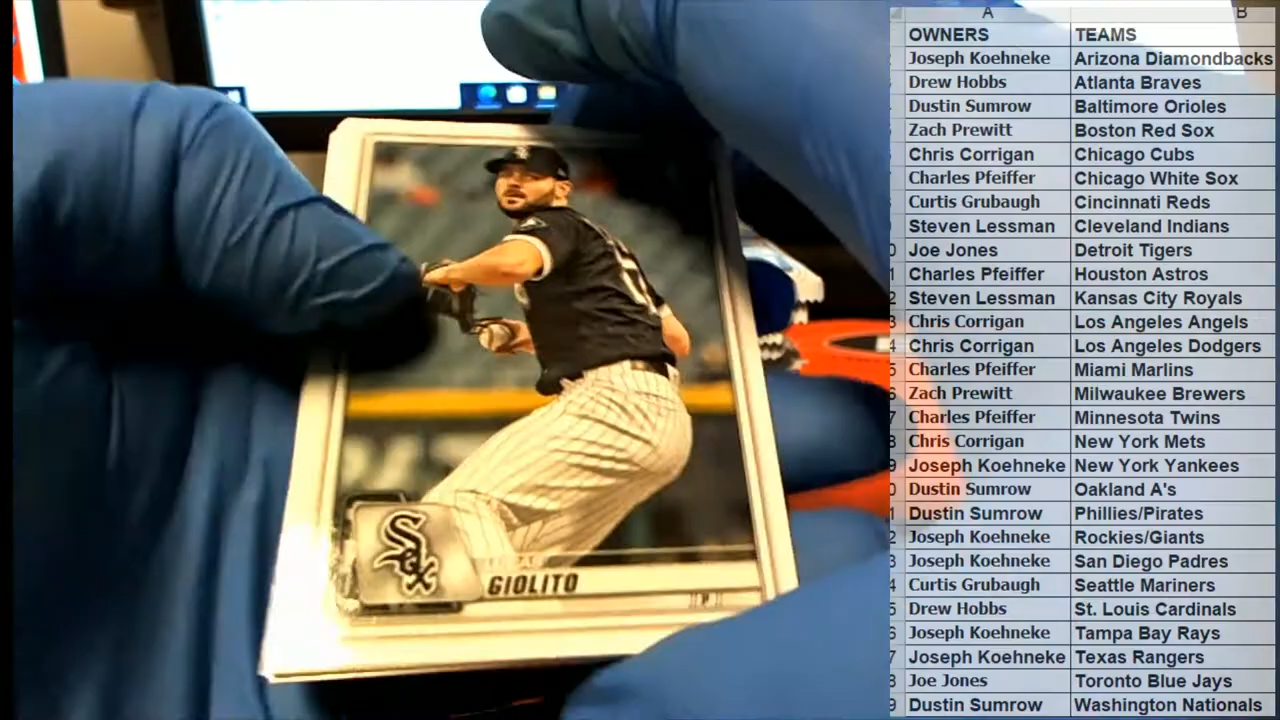 A B
OWNERS TEAMS
Joseph Koehneke Arizona Diamondbacks
Drew Hobbs Atlanta Braves
Dustin Sumrow Baltimore Orioles
Zach Prewitt Boston Red Sox
Chris Corrigan Chicago Cubs
Charles Pfeiffer Chicago White Sox
Curtis Grubaugh Cincinnati Reds
Steven Lessman Cleveland Indians
Joe Jones Detroit Tigers
Charles Pfeiffer Houston Astros
Steven Lessman Kansas City Royals
Chris Corrigan Los Angeles Angels
Chris Corrigan Los Angeles Dodgers
Charles Pfeiffer Miami Marlins
Zach Prewitt Milwaukee Brewers
Charles Pfeiffer Minnesota Twins
Chris Corrigan New York Mets
Joseph Koehneke New York Yankees
Dustin Sumrow Oakland A's
Dustin Sumrow Phillies/Pirates
Joseph Koehneke Rockies/Giants
Joseph Koehneke San Diego Padres
Curtis Grubaugh Seattle Mariners
Drew Hobbs St. Louis Cardinals
Joseph Koehneke Tampa Bay Rays
Joseph Koehneke Texas Rangers
Joe Jones Toronto Blue Jays
Dustin Sumrow Washington Nationals
Sox
GIOLITO
P